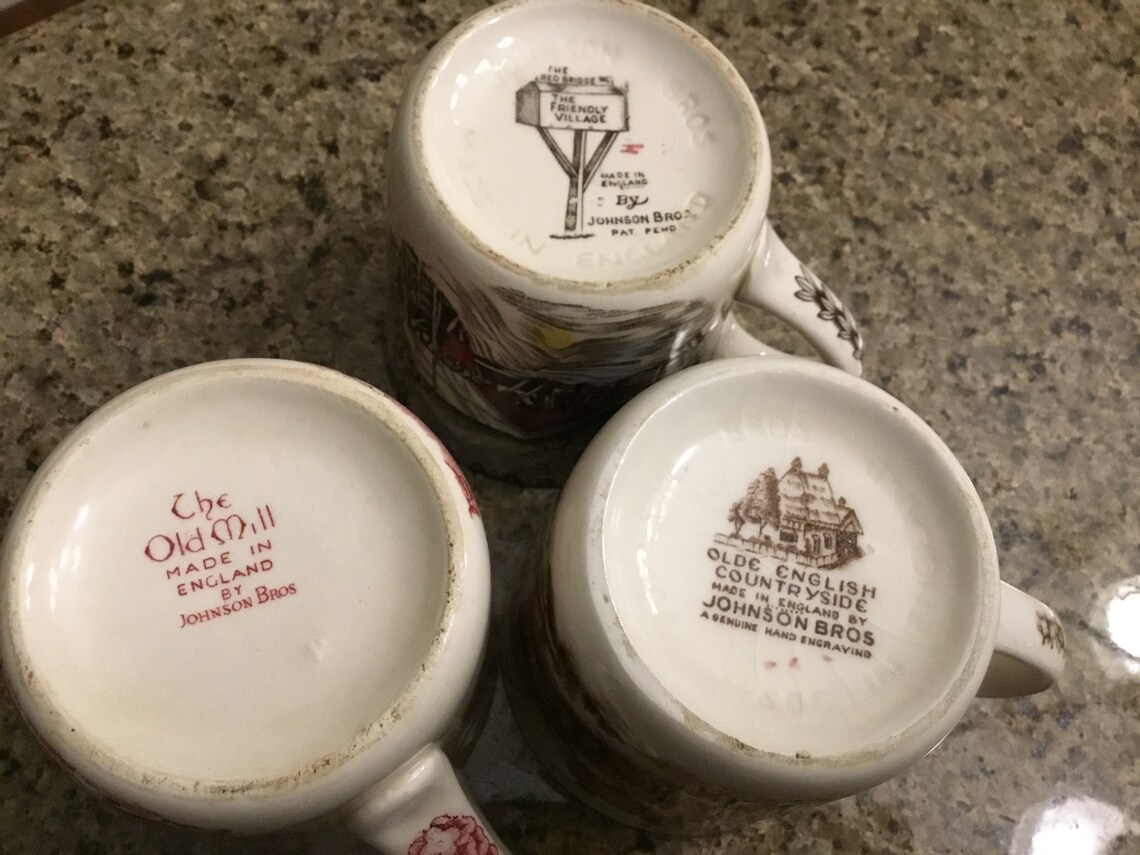 THE
RED BRIDGE
THE
FRIENDLY
VILLAGE
MADE IN
ENGLAND
By
JOHNSON BROS
PAT. PEND
ENGLAND
The
Old Mill
MADE IN
ENGLAND
BY
JOHNSON BROS
OLDE ENGLISH
COUNTRYSIDE
MADE IN ENGLAND BY
JOHNSON BROS
A GENUINE HAND ENGRAVING